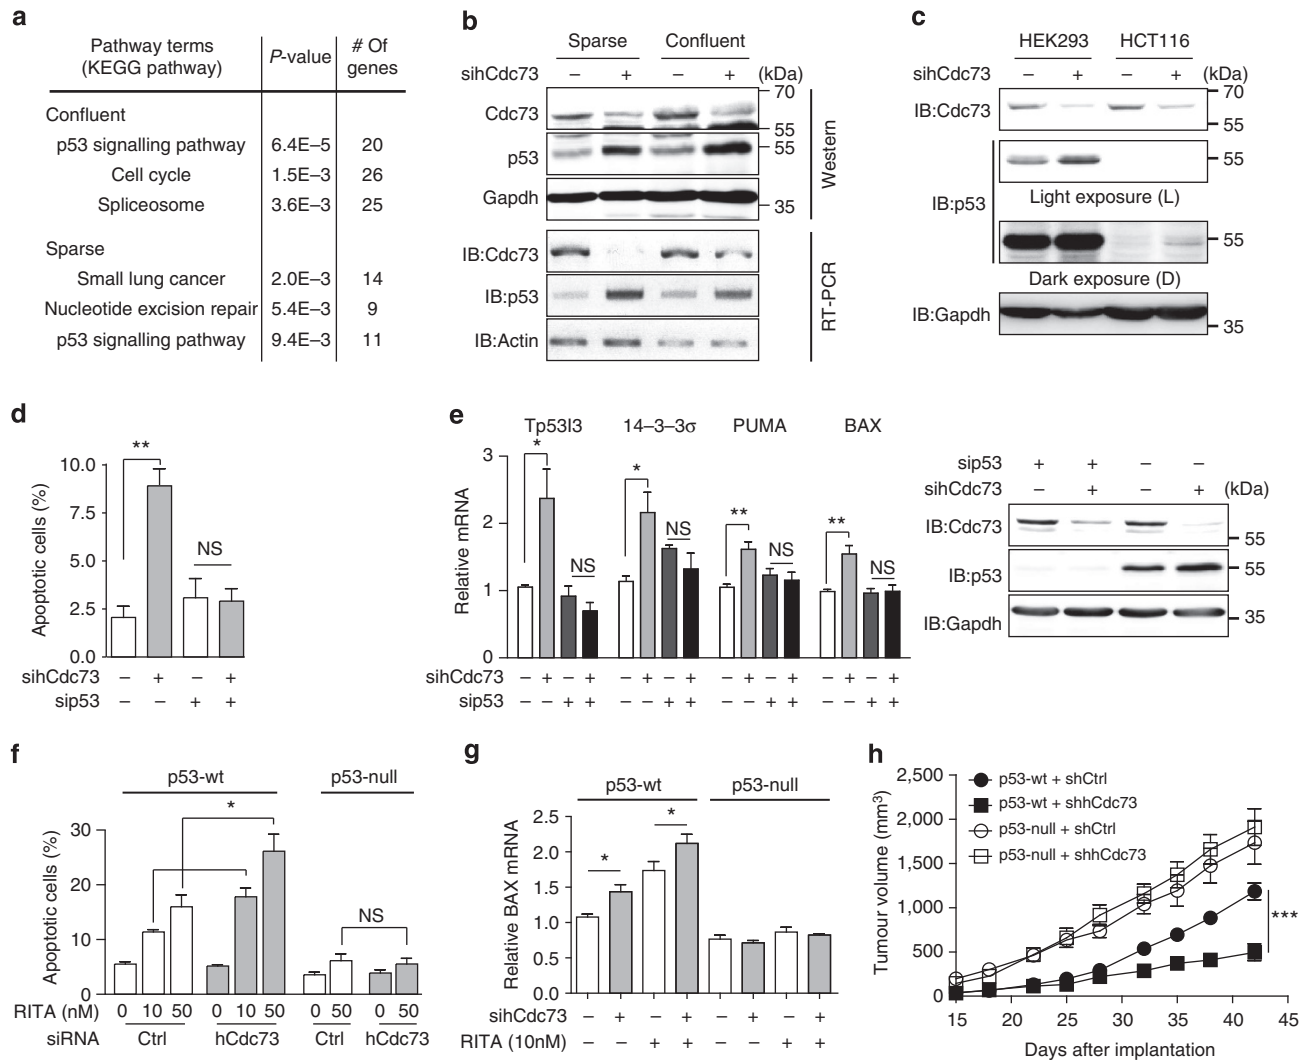 a
Pathway terms
(KEGG pathway)
P-value
# Of
genes
Confluent
p53 signalling pathway 6.4E–5 20
Cell cycle 1.5E–3 26
Spliceosome 3.6E–3 25
Sparse
Small lung cancer 2.0E–3 14
Nucleotide excision repair 5.4E–3 9
p53 signalling pathway 9.4E–3 11
b
Sparse Confluent
sihCdc73 – + – + (kDa)
Cdc73
70
55
p53
55
Gapdh
35
Western
IB:Cdc73
IB:p53
IB:Actin
RT-PCR
c
HEK293 HCT116
sihCdc73 – + – + (kDa)
IB:Cdc73
70
55
55
Light exposure (L)
IB:p53
55
Dark exposure (D)
IB:Gapdh
35
d
Apoptotic cells (%)
10.0
7.5
5.0
2.5
0.0
**
NS
sihCdc73 – + – +
sip53 – – + +
e
Tp53I3 14–3–3σ PUMA BAX
Relative mRNA
3
2
1
0
* * ** **
NS NS NS NS
sihCdc73 – + – + – + – + – + – + – + – +
sip53 – – + + – – + + – – + + – – + +
sip53 + + – –
sihCdc73 – + – + (kDa)
IB:Cdc73
55
IB:p53
55
IB:Gapdh
35
f
p53-wt p53-null
Apoptotic cells (%)
30
20
10
0
*
NS
RITA (nM) 0 10 50 0 10 50 0 50 0 50
siRNA Ctrl hCdc73 Ctrl hCdc73
g
p53-wt p53-null
Relative BAX mRNA
2.5
2.0
1.5
1.0
0.5
0.0
* *
sihCdc73 – + – + – + – +
RITA (10nM) – – + + – – + +
h
Tumour volume (mm³)
2,500
2,000
1,500
1,000
500
0
p53-wt + shCtrl
p53-wt + shhCdc73
p53-null + shCtrl
p53-null + shhCdc73
***
15 20 25 30 35 40 45
Days after implantation